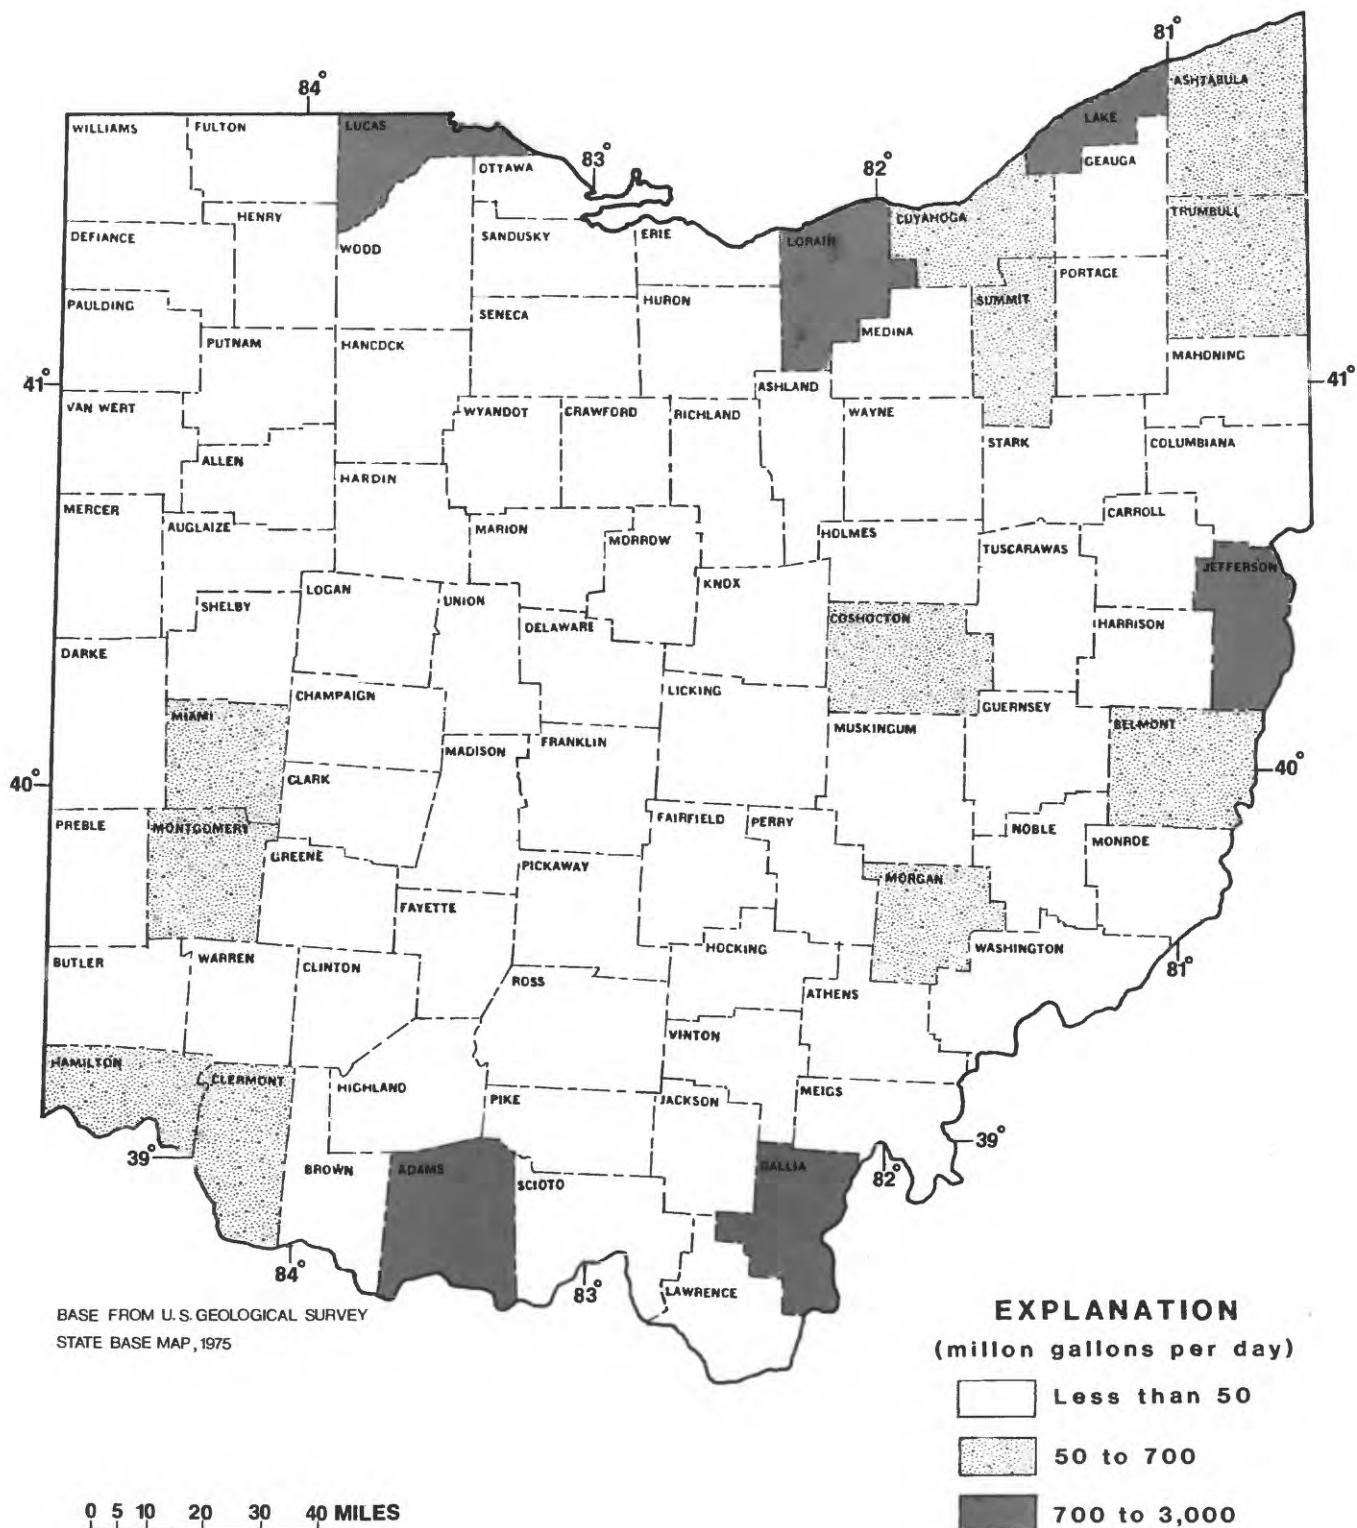 81°
ASHTABULA
84°
LAKE
WILLIAMS
FULTON
LUCAS
83°
82°
GEAUGA
OTTAWA
TRUMBULL
HENRY
CUYAHOGA
DEFIANCE
WOOD
SANDUSKY
ERIE
LORAIN
PAULDING
HURON
SUMMIT
PORTAGE
SENECA
MEDINA
PUTNAM
HANCOCK
MAHONING
41°
41°
ASHLAND
VAN WERT
WYANDOT
CRAWFORD
RICHLAND
WAYNE
STARK
COLUMBIANA
ALLEN
HARDIN
MERCER
CARROLL
AUGLAIZE
MARION
MORROW
HOLMES
TUSCARAWAS
JEFFERSON
LOGAN
KNOX
UNION
SHELBY
DELAWARE
COSHOCTON
HARRISON
DARKE
CHAMPAIGN
LICKING
GUERNSEY
MIAMI
MUSKINGUM
BELMONT
MADISON
FRANKLIN
CLARK
40°
40°
PREBLE
MONTGOMERY
FAIRFIELD
PERRY
NOBLE
MONROE
GREENE
PICKAWAY
MORGAN
FAYETTE
HOCKING
WASHINGTON
BUTLER
WARREN
CLINTON
81°
ROSS
ATHENS
VINTON
HAMILTON
CLERMONT
HIGHLAND
PIKE
JACKSON
MEIGS
39°
39°
BROWN
ADAMS
GALLIA
82°
SCIOTO
84°
83°
LAWRENCE
BASE FROM U.S. GEOLOGICAL SURVEY
STATE BASE MAP, 1975
EXPLANATION
(millon gallons per day)
Less than 50
50 to 700
700 to 3,000
0 5 10 20 30 40 MILES